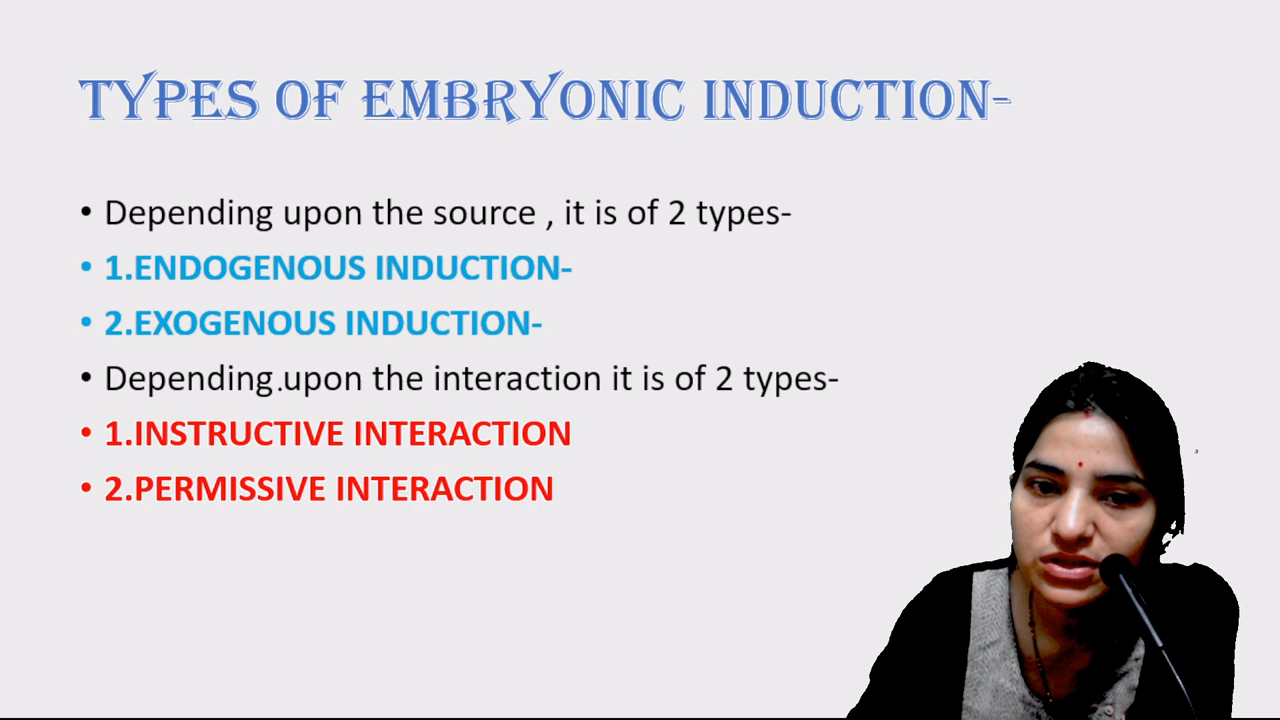 TYPES OF EMBRYONIC INDUCTION-
• Depending upon the source , it is of 2 types-
• 1.ENDOGENOUS INDUCTION-
• 2.EXOGENOUS INDUCTION-
• Depending.upon the interaction it is of 2 types-
• 1.INSTRUCTIVE INTERACTION
• 2.PERMISSIVE INTERACTION